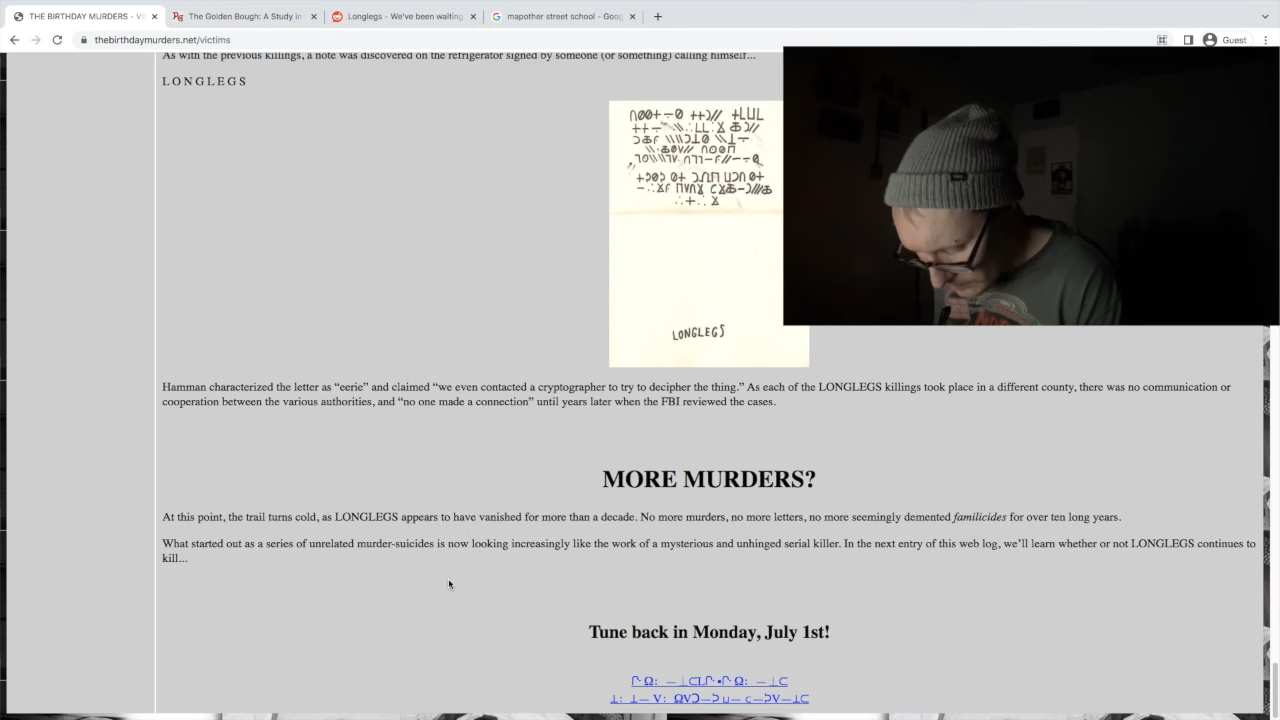 THE BIRTHDAY MURDERS - Vi
The Golden Bough: A Study in
Longlegs - We've been waiting
mapother street school - Goog
thebirthdaymurders.net/victims
Guest
As with the previous killings, a note was discovered on the refrigerator signed by someone (or something) calling himself...
L O N G L E G S
LONGLEGS
Hamman characterized the letter as “eerie” and claimed “we even contacted a cryptographer to try to decipher the thing.” As each of the LONGLEGS killings took place in a different county, there was no communication or
cooperation between the various authorities, and “no one made a connection” until years later when the FBI reviewed the cases.
MORE MURDERS?
At this point, the trail turns cold, as LONGLEGS appears to have vanished for more than a decade. No more murders, no more letters, no more seemingly demented familicides for over ten long years.
What started out as a series of unrelated murder-suicides is now looking increasingly like the work of a mysterious and unhinged serial killer. In the next entry of this web log, we’ll learn whether or not LONGLEGS continues to
kill...
Tune back in Monday, July 1st!